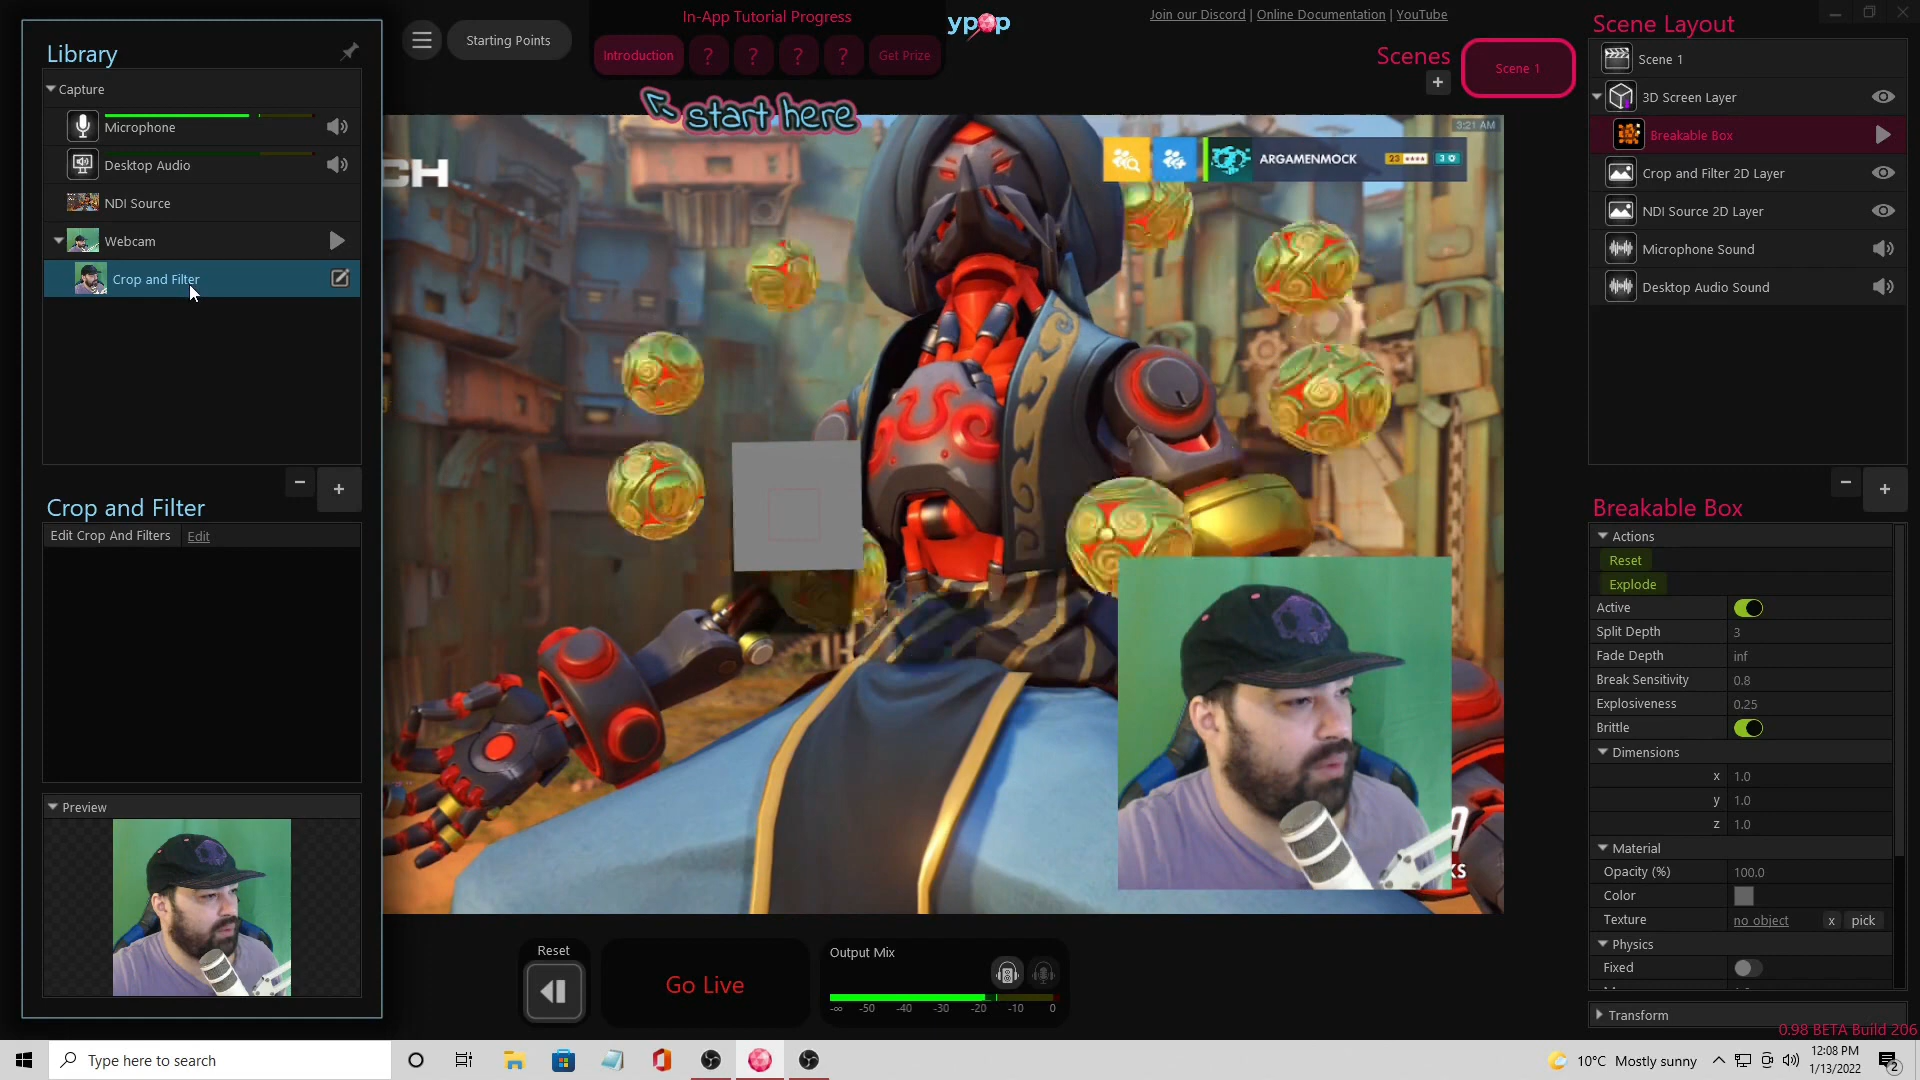 Library
Capture
Microphone
Desktop Audio
NDI Source
Webcam
Crop and Filter
- +
Crop and Filter
Edit Crop And Filters Edit
Preview
Starting Points
In-App Tutorial Progress
Introduction ? ? ? ? Get Prize
start here
ypop
Join our Discord | Online Documentation | YouTube
Scenes
+
Scene 1
CH
3:21 AM
ARGAMENMOCK
23
3
KS
Reset
Go Live
Output Mix
-∞ -50 -40 -30 -20 -10 0
Scene Layout
Scene 1
3D Screen Layer
Breakable Box
Crop and Filter 2D Layer
NDI Source 2D Layer
Microphone Sound
Desktop Audio Sound
- +
Breakable Box
Actions
Reset
Explode
Active
Split Depth 3
Fade Depth inf
Break Sensitivity 0.8
Explosiveness 0.25
Brittle
Dimensions
x 1.0
y 1.0
z 1.0
Material
Opacity (%) 100.0
Color
Texture no object x pick
Physics
Fixed
Transform
0.98 BETA Build 206
Type here to search
10°C Mostly sunny
12:08 PM
1/13/2022
2